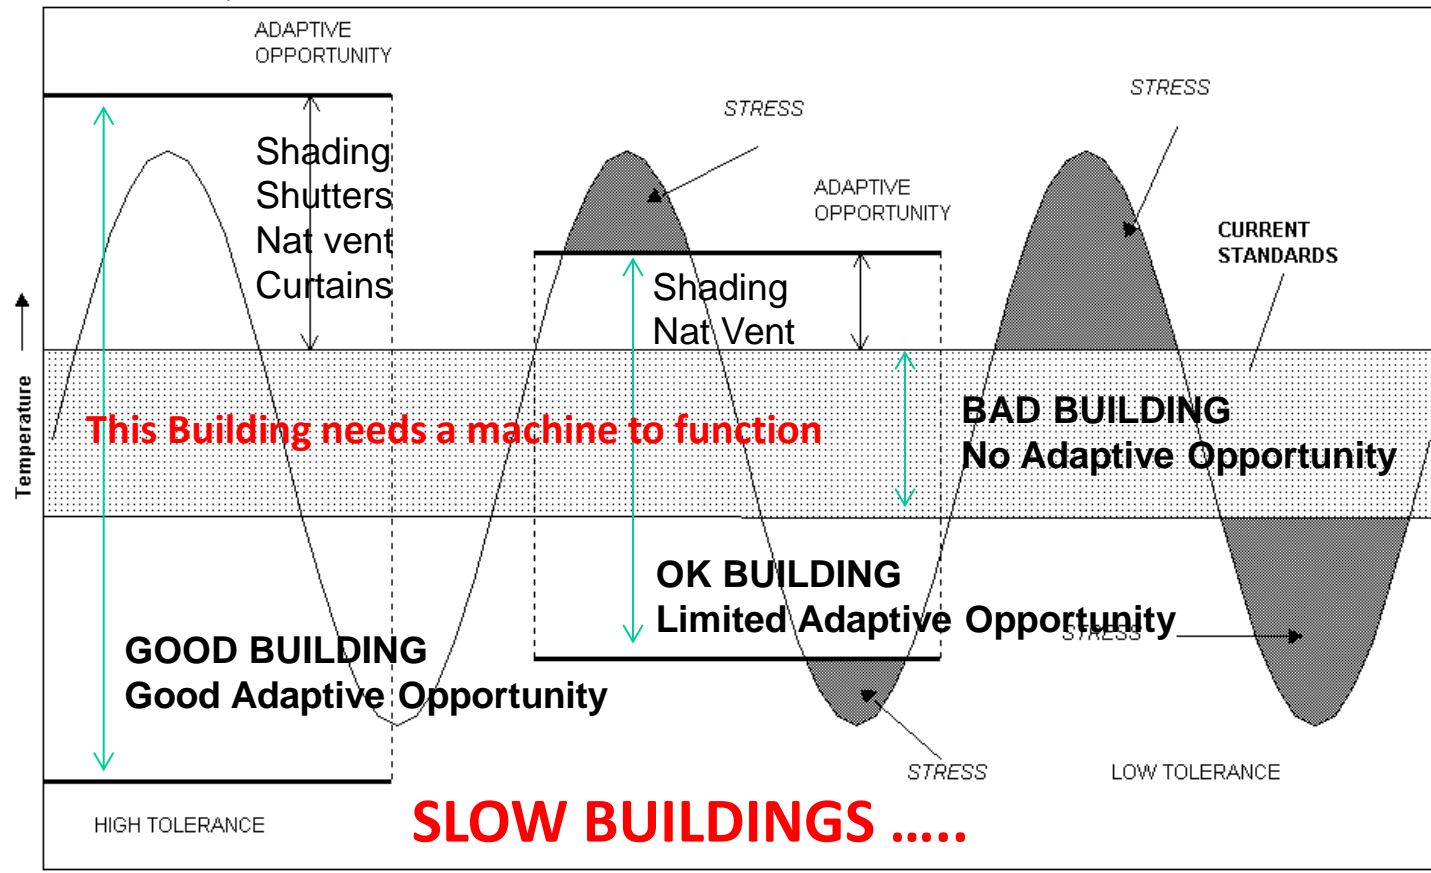 ADAPTIVE
OPPORTUNITY
STRESS
STRESS
Shading
Shutters
Nat vent
Curtains
ADAPTIVE
OPPORTUNITY
CURRENT
STANDARDS
Shading
Nat Vent
Temperature
This Building needs a machine to function
BAD BUILDING
No Adaptive Opportunity
OK BUILDING
Limited Adaptive Opportunity
STRESS
GOOD BUILDING
Good Adaptive Opportunity
STRESS
LOW TOLERANCE
HIGH TOLERANCE
SLOW BUILDINGS .....